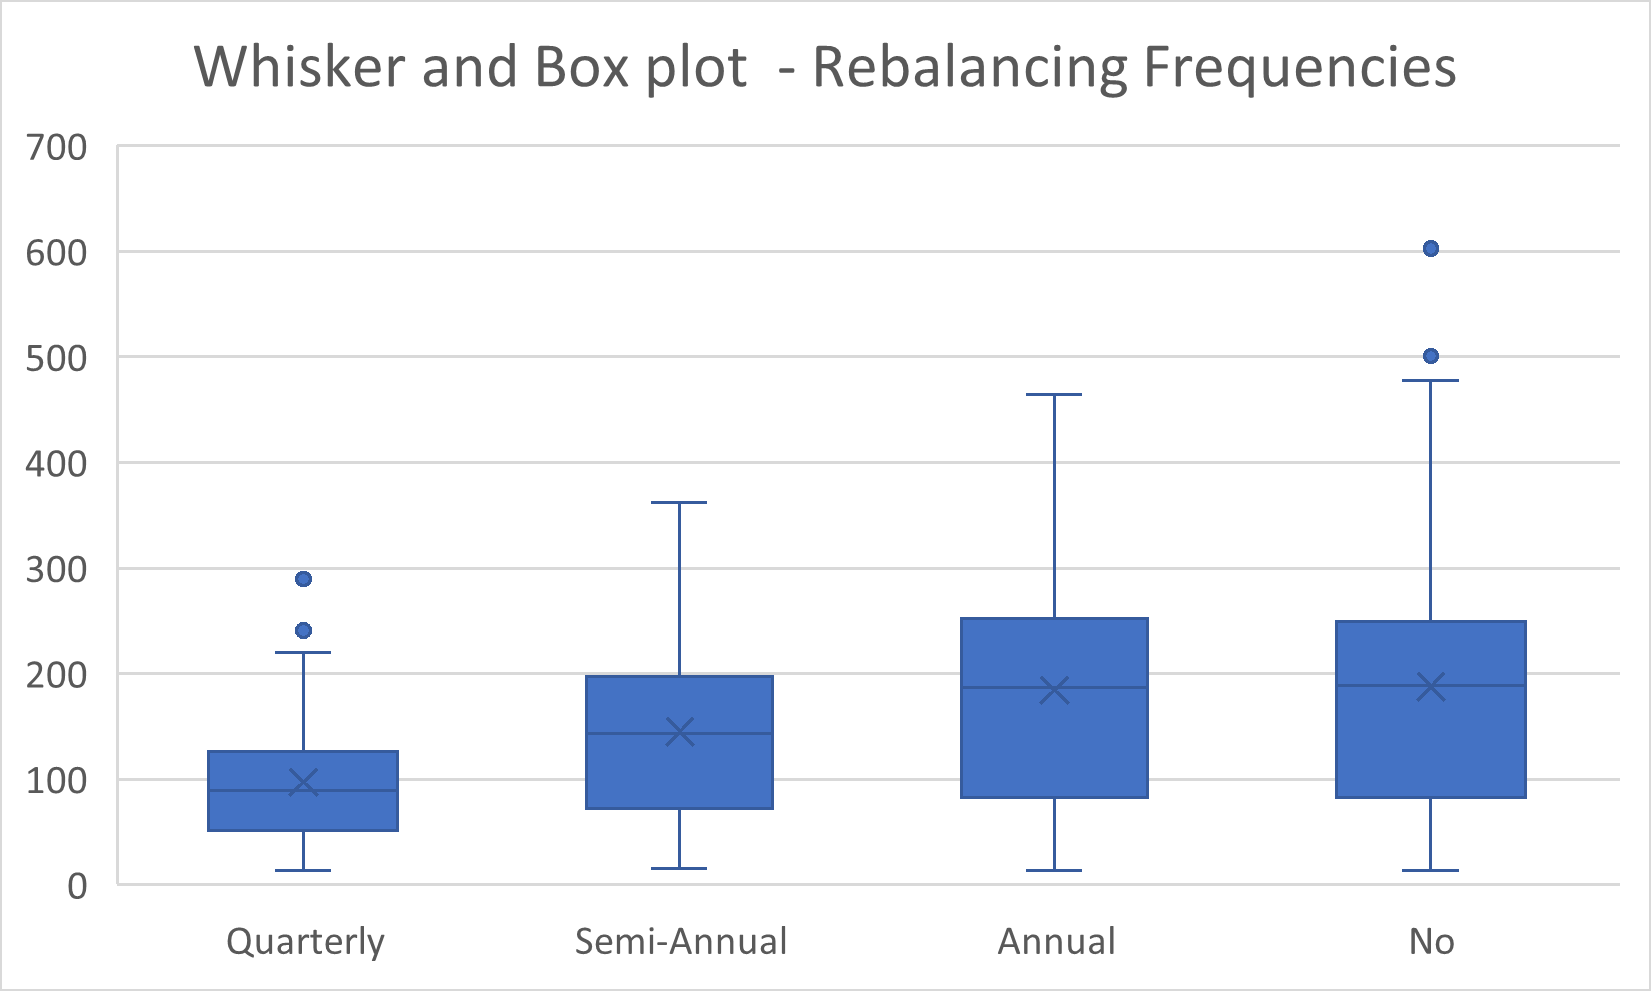 Whisker and Box plot  - Rebalancing Frequencies
700
600
500
400
300
200
100
0
Quarterly
Semi-Annual
Annual
No